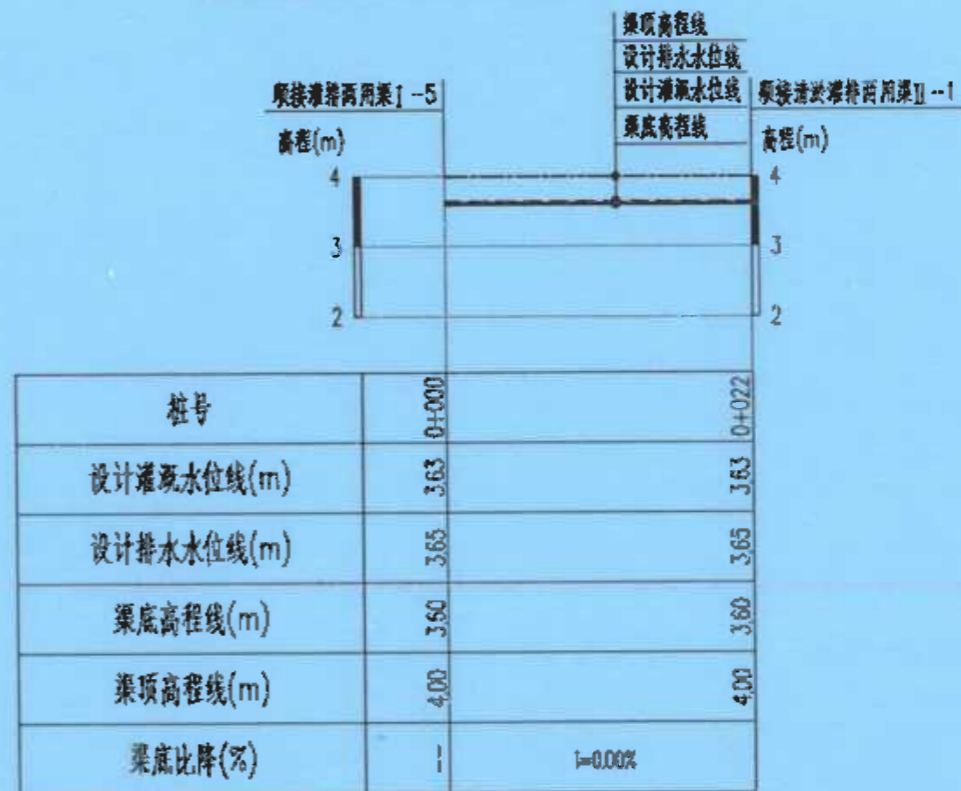 渠顶高程线
设计排水水位线
设计灌溉水位线
渠底高程线
顺接灌排两用渠Ⅰ-5
顺接清淤灌排两用渠Ⅱ-1
高程(m)
高程(m)
4
4
3
3
2
2
桩号
0+000
0+022
设计灌溉水位线(m)
3.63
3.63
设计排水水位线(m)
3.65
3.65
渠底高程线(m)
3.60
3.60
渠顶高程线(m)
4.00
4.00
渠底比降(%)
i=0.00%